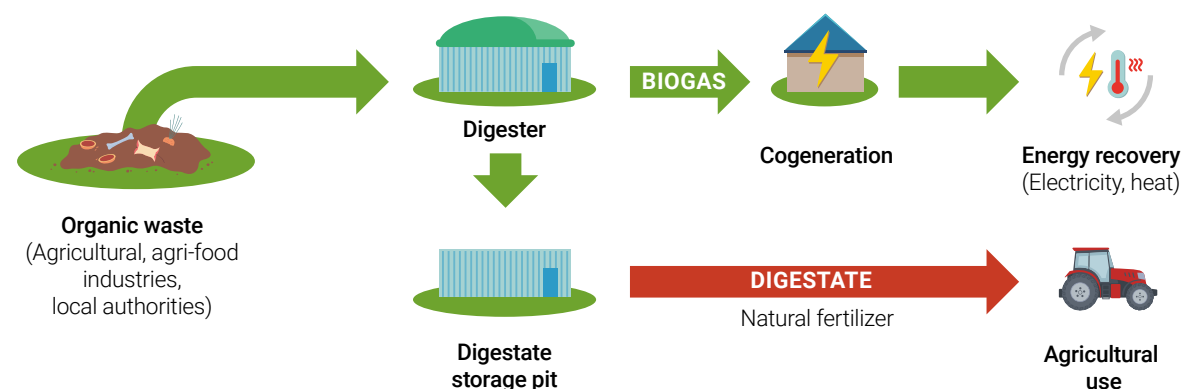 BIOGAS
Digester
Cogeneration
Energy recovery
(Electricity, heat)
Organic waste
(Agricultural, agri-food
industries,
local authorities)
DIGESTATE
Natural fertilizer
Digestate
storage pit
Agricultural
use